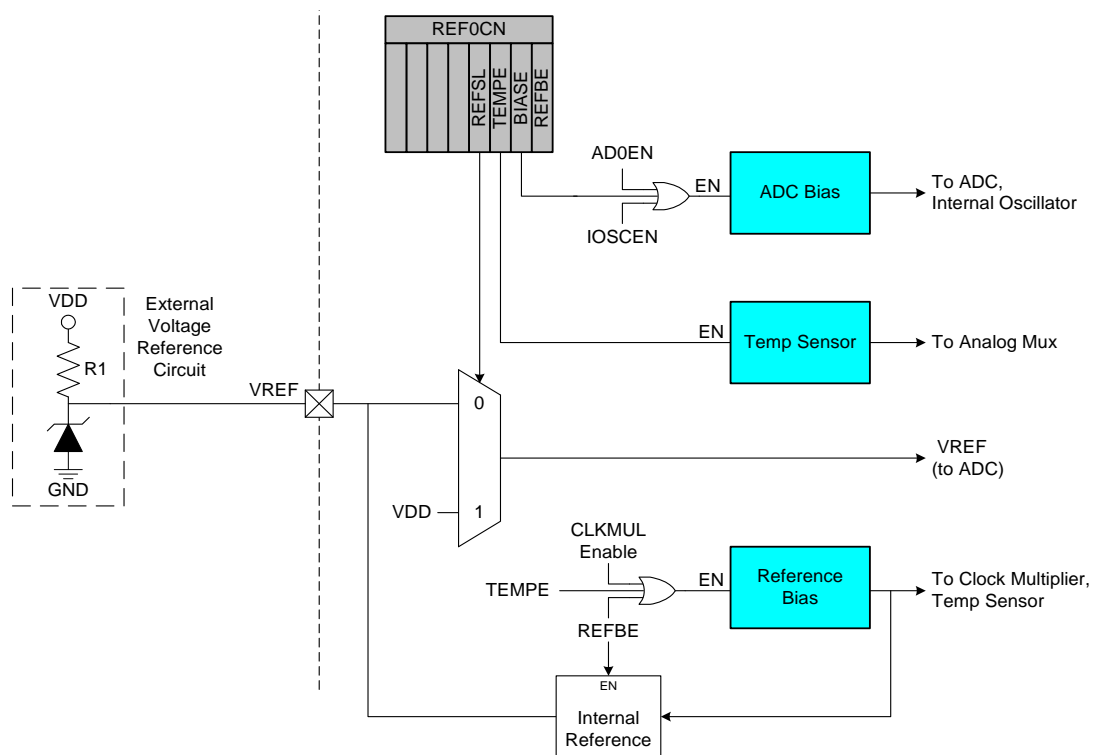 REF0CN
REFSL
TEMPE
BIASE
REFBE
AD0EN
IOSCEN
EN
ADC Bias
To ADC,
Internal Oscillator
VDD
R1
GND
External
Voltage
Reference
Circuit
VREF
EN
Temp Sensor
To Analog Mux
0
VDD
1
VREF
(to ADC)
CLKMUL
Enable
TEMPE
REFBE
EN
Reference
Bias
To Clock Multiplier,
Temp Sensor
EN
Internal
Reference